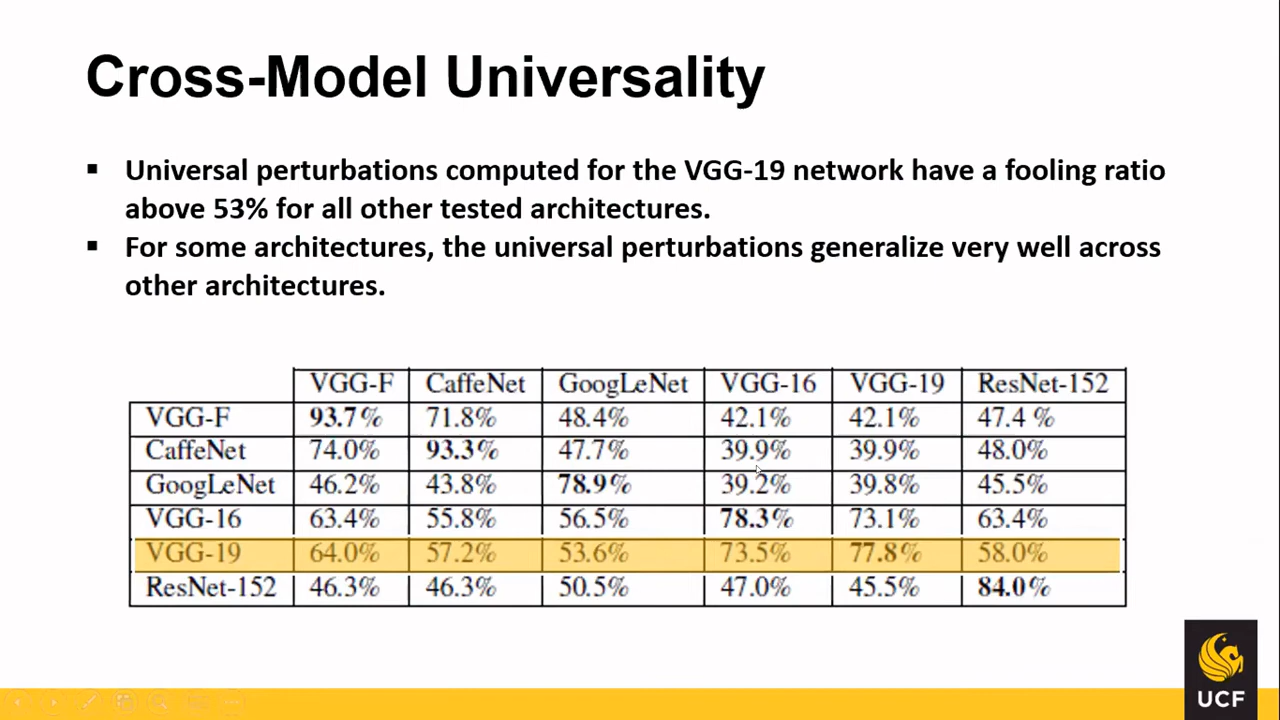 Cross-Model Universality
▪ Universal perturbations computed for the VGG-19 network have a fooling ratio
above 53% for all other tested architectures.
▪ For some architectures, the universal perturbations generalize very well across
other architectures.
VGG-F CaffeNet GoogLeNet VGG-16 VGG-19 ResNet-152
VGG-F 93.7% 71.8% 48.4% 42.1% 42.1% 47.4 %
CaffeNet 74.0% 93.3% 47.7% 39.9% 39.9% 48.0%
GoogLeNet 46.2% 43.8% 78.9% 39.2% 39.8% 45.5%
VGG-16 63.4% 55.8% 56.5% 78.3% 73.1% 63.4%
VGG-19 64.0% 57.2% 53.6% 73.5% 77.8% 58.0%
ResNet-152 46.3% 46.3% 50.5% 47.0% 45.5% 84.0%
UCF